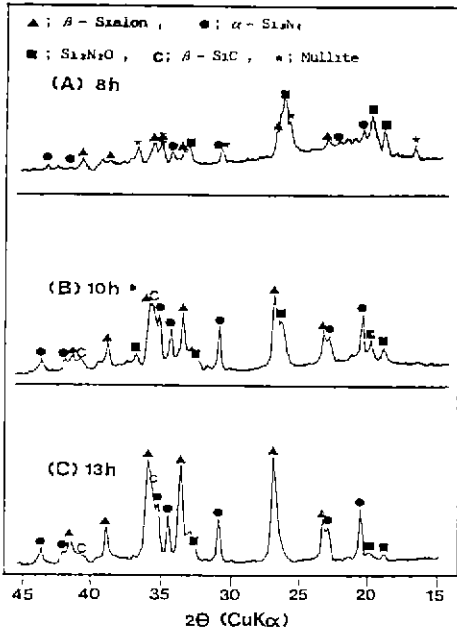 ▲ ; β - Sialon , ● ; α - Si₃N₄
■ ; Si₂N₂O , C ; β - SiC , ★ ; Mullite
(A) 8h
(B) 10h
C
C
(C) 13h
C
C
45 40 35 30 25 20 15
2Θ (CuKα)